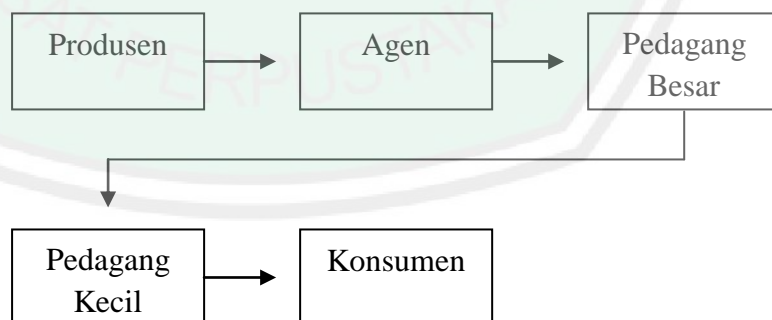 Produsen
Agen
Pedagang
Besar
Pedagang
Kecil
Konsumen